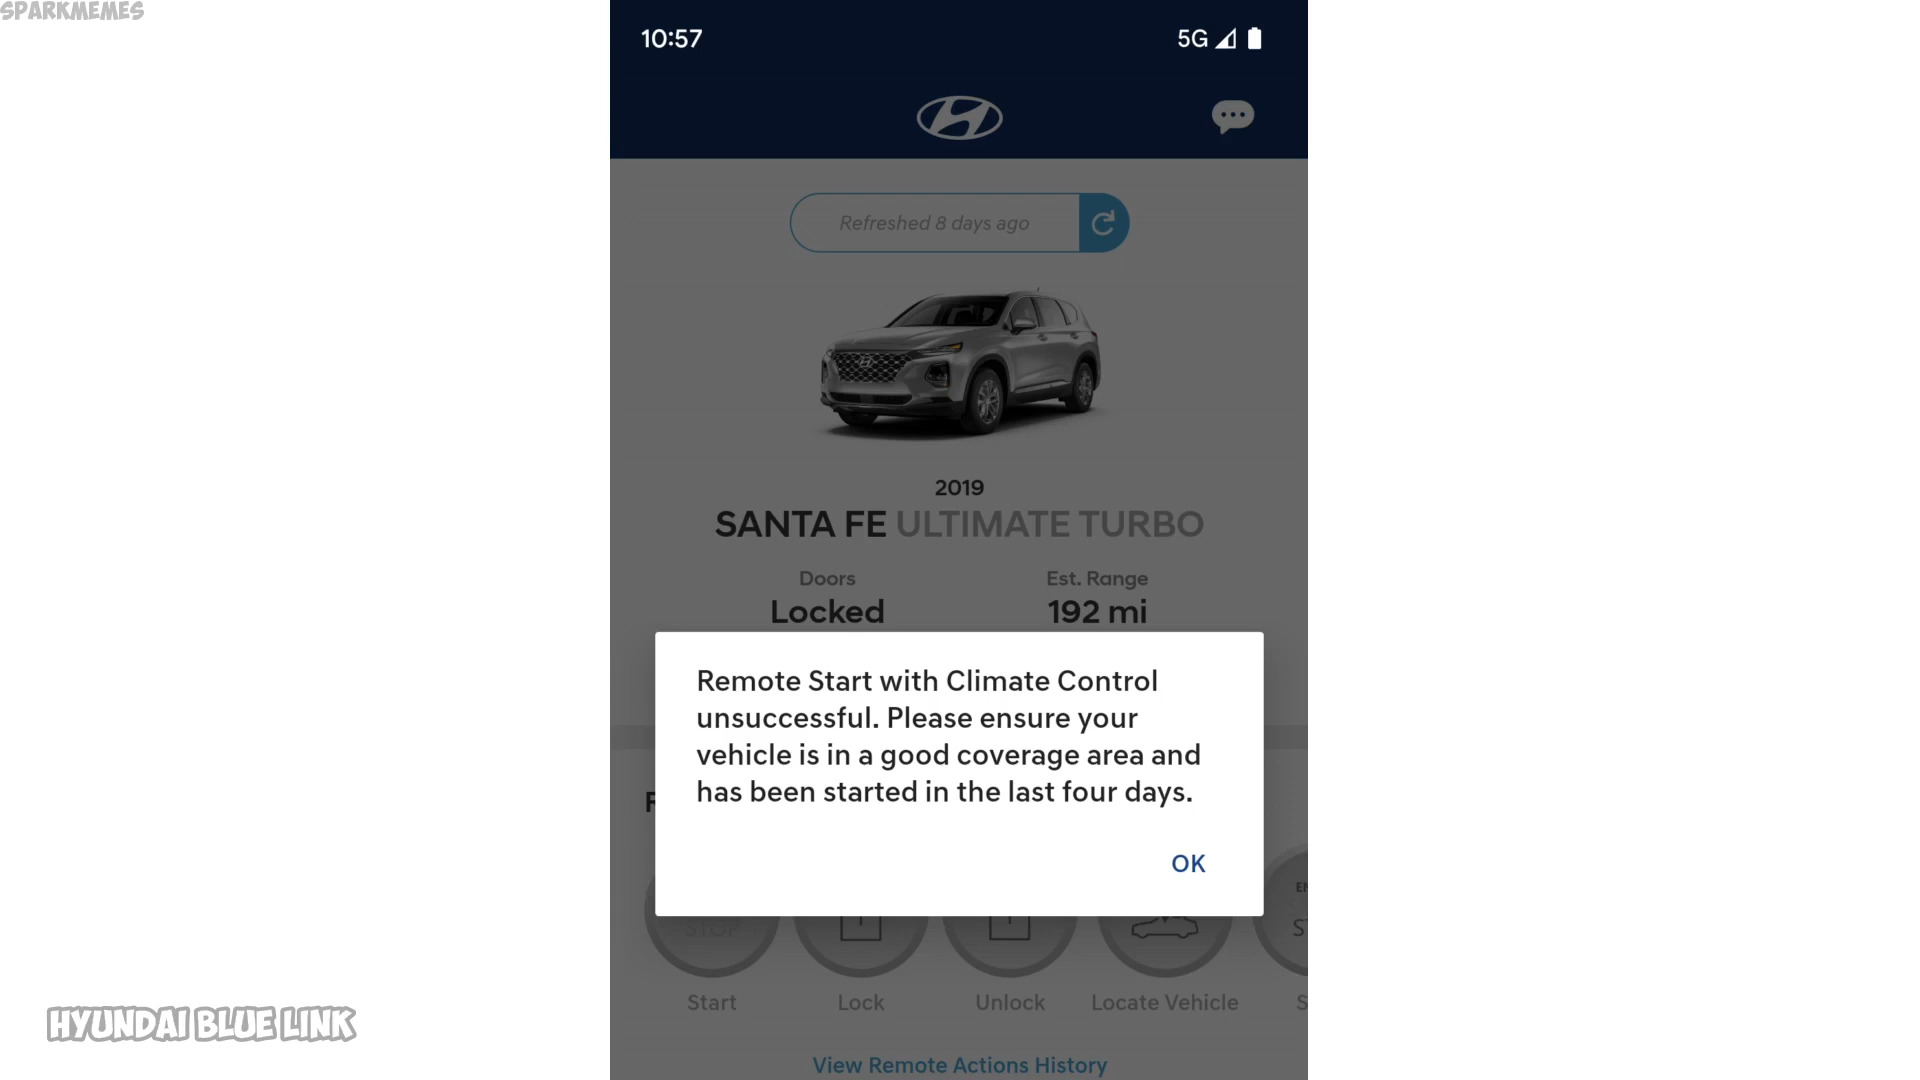 SPARKMEMES
10:57
5G
Refreshed 8 days ago
2019
SANTA FE ULTIMATE TURBO
Doors
Est. Range
Locked
192 mi
Remote Start with Climate Control
unsuccessful. Please ensure your
vehicle is in a good coverage area and
has been started in the last four days.
OK
STOP
Start
Lock
Unlock
Locate Vehicle
HYUNDAI BLUE LINK
View Remote Actions History